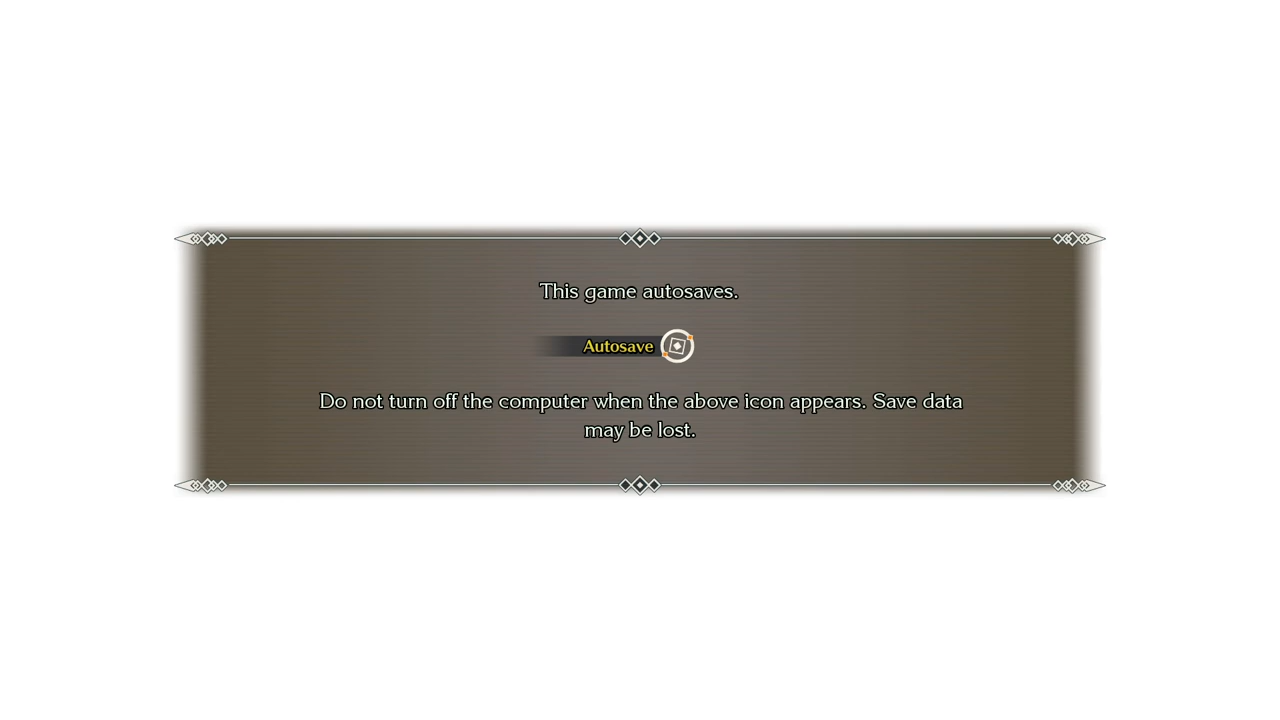 This game autosaves.
Autosave
Do not turn off the computer when the above icon appears. Save data
may be lost.